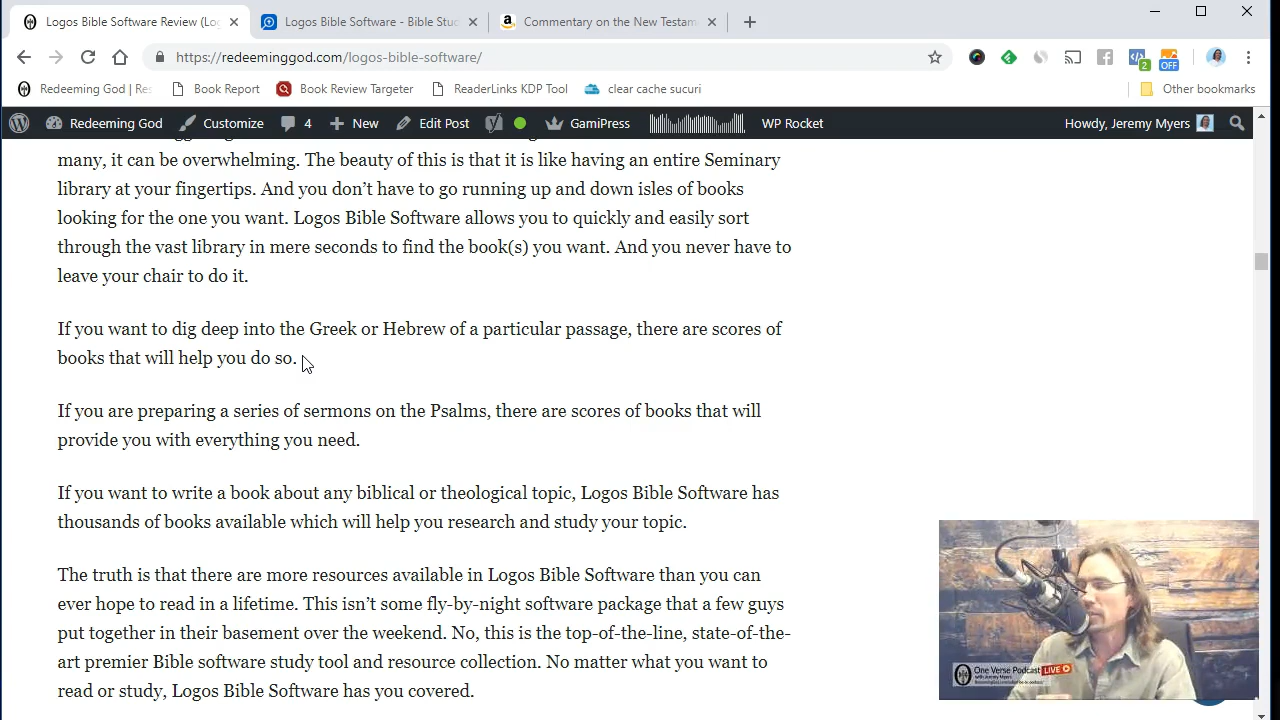 Logos Bible Software Review (Log
Logos Bible Software - Bible Stud
Commentary on the New Testam
https://redeeminggod.com/logos-bible-software/
2
OFF
Redeeming God | Res
Book Report
Book Review Targeter
ReaderLinks KDP Tool
clear cache sucuri
Other bookmarks
Redeeming God
Customize
4
New
Edit Post
GamiPress
WP Rocket
Howdy, Jeremy Myers
many, it can be overwhelming. The beauty of this is that it is like having an entire Seminary
library at your fingertips. And you don’t have to go running up and down isles of books
looking for the one you want. Logos Bible Software allows you to quickly and easily sort
through the vast library in mere seconds to find the book(s) you want. And you never have to
leave your chair to do it.
If you want to dig deep into the Greek or Hebrew of a particular passage, there are scores of
books that will help you do so.
If you are preparing a series of sermons on the Psalms, there are scores of books that will
provide you with everything you need.
If you want to write a book about any biblical or theological topic, Logos Bible Software has
thousands of books available which will help you research and study your topic.
The truth is that there are more resources available in Logos Bible Software than you can
ever hope to read in a lifetime. This isn’t some fly-by-night software package that a few guys
put together in their basement over the weekend. No, this is the top-of-the-line, state-of-the-
art premier Bible software study tool and resource collection. No matter what you want to
read or study, Logos Bible Software has you covered.
One Verse Podcast
LIVE
with Jeremy Myers